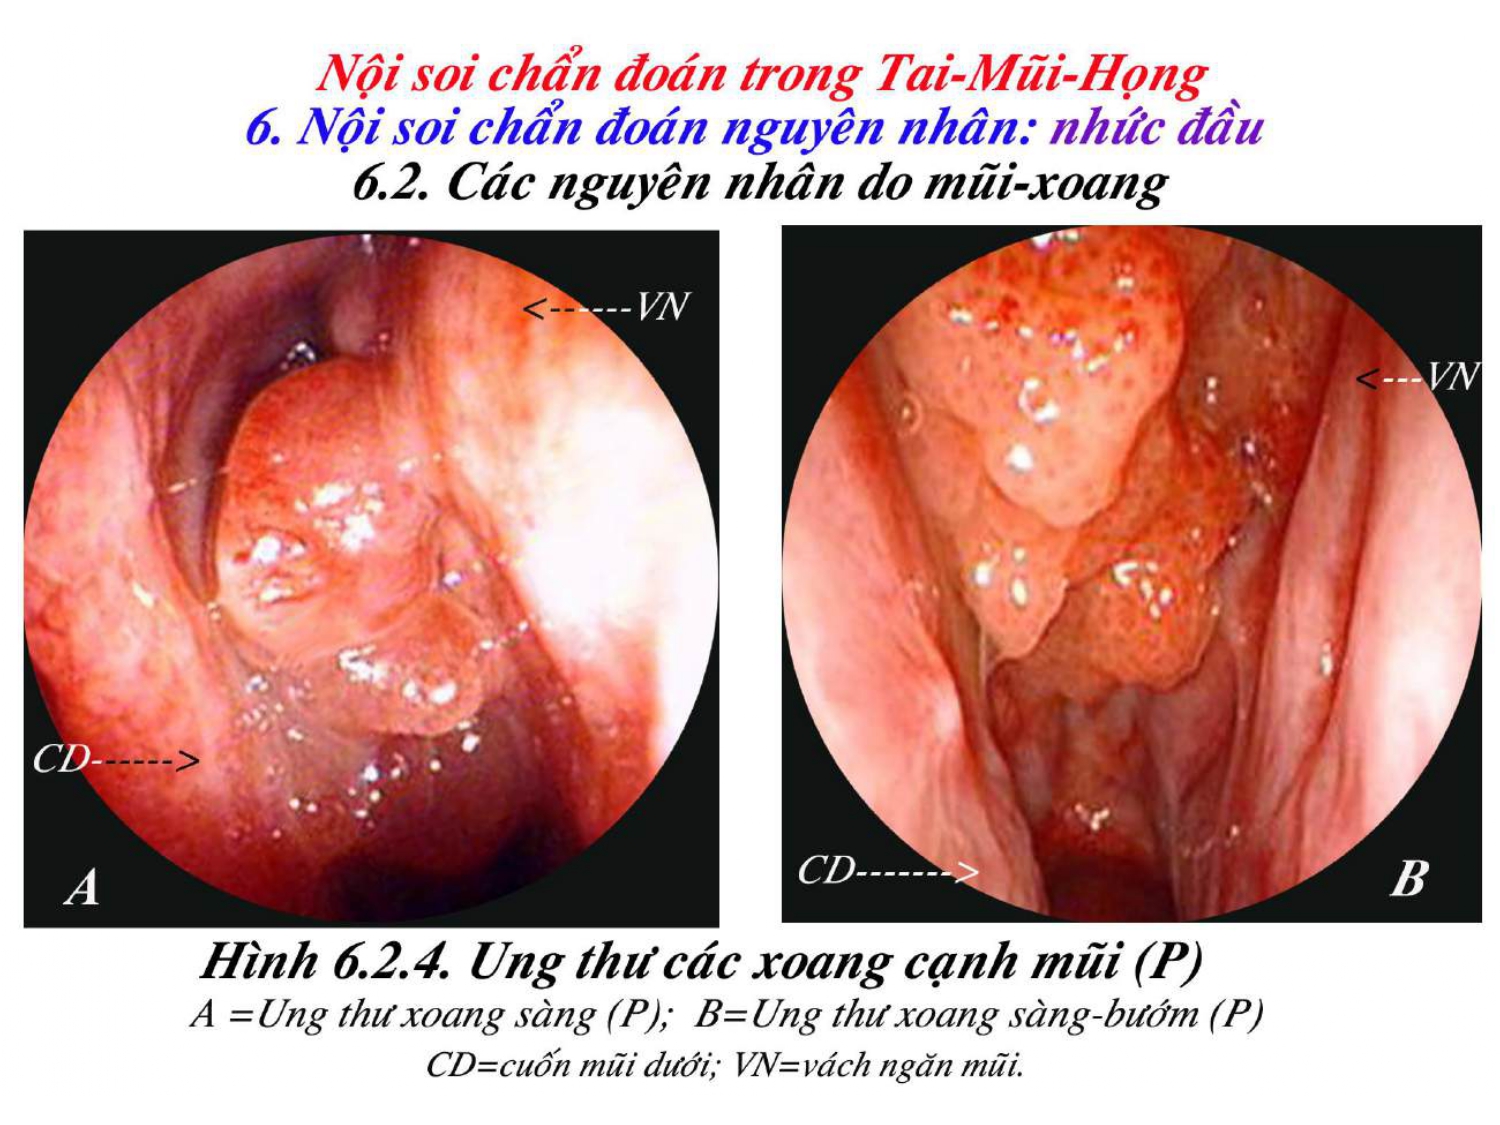 Nội soi chẩn đoán trong Tai-Mũi-Họng
6. Nội soi chẩn đoán nguyên nhân: nhức đầu
6.2. Các nguyên nhân do mũi-xoang
<------VN
<---VN
CD------>
CD------->
A
B
Hình 6.2.4. Ung thư các xoang cạnh mũi (P)
A =Ung thư xoang sàng (P); B=Ung thư xoang sàng-bướm (P)
CD=cuốn mũi dưới; VN=vách ngăn mũi.